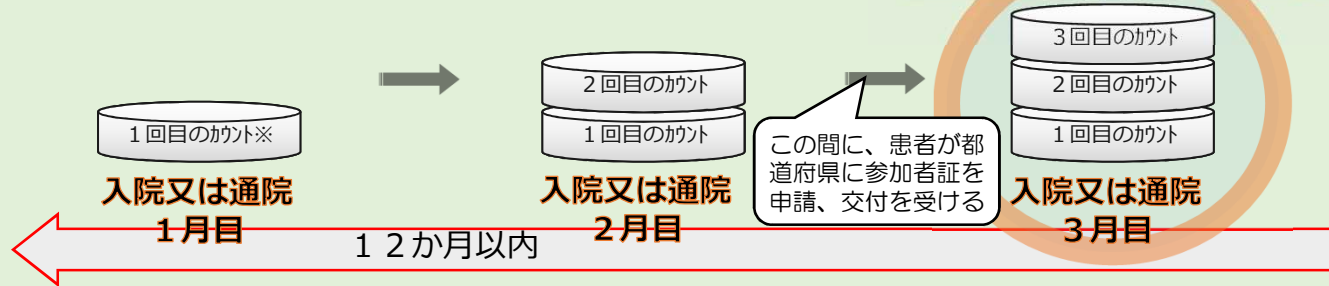 3回目のカウント
2回目のカウント
2回目のカウント
1回目のカウント※
1回目のカウント
1回目のカウント
この間に、患者が都
道府県に参加者証を
申請、交付を受ける
入院又は通院
1月目
入院又は通院
2月目
入院又は通院
3月目
12か月以内